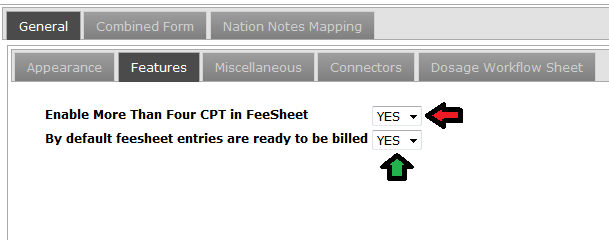 General Combined Form Nation Notes Mapping
Appearance Features Miscellaneous Connectors Dosage Workflow Sheet
Enable More Than Four CPT in FeeSheet YES
By default feesheet entries are ready to be billed YES